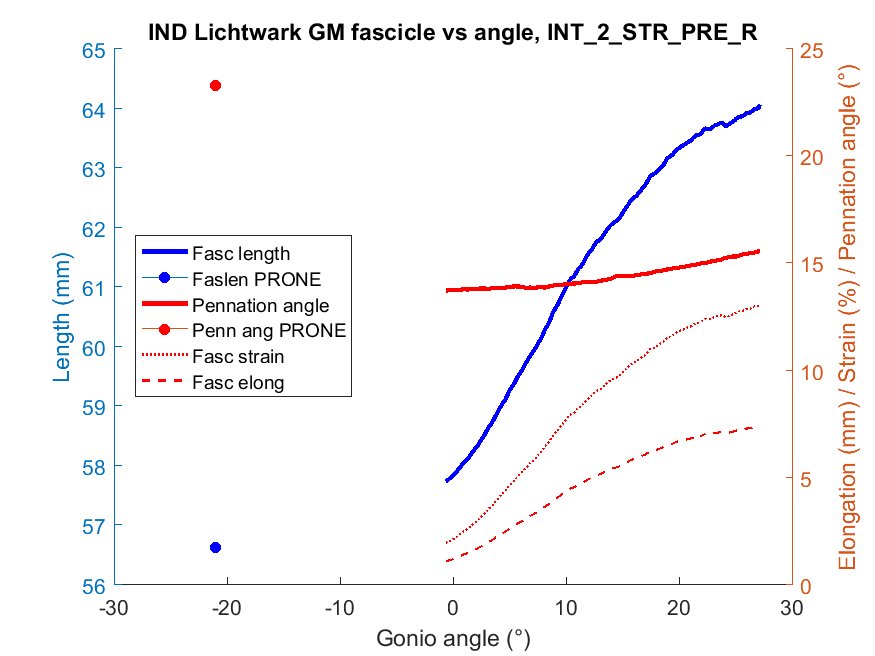 IND Lichtwark GM fascicle vs angle, INT_2_STR_PRE_R
65
64
63
62
61
60
59
58
57
56
Length (mm)
25
20
15
10
5
0
Elongation (mm) / Strain (%) / Pennation angle (°)
Fasc length
Faslen PRONE
Pennation angle
Penn ang PRONE
Fasc strain
Fasc elong
-30
-20
-10
0
10
20
30
Gonio angle (°)